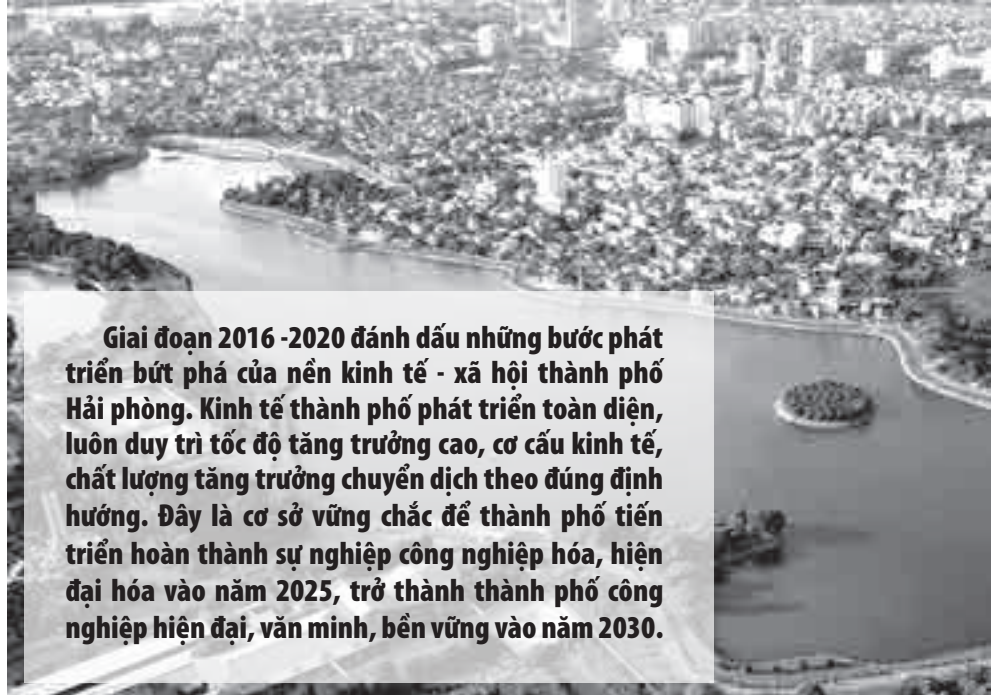 Giai đoạn 2016 -2020 đánh dấu những bước phát
triển bứt phá của nền kinh tế - xã hội thành phố
Hải phòng. Kinh tế thành phố phát triển toàn diện,
luôn duy trì tốc độ tăng trưởng cao, cơ cấu kinh tế,
chất lượng tăng trưởng chuyển dịch theo đúng định
hướng. Đây là cơ sở vững chắc để thành phố tiến
triển hoàn thành sự nghiệp công nghiệp hóa, hiện
đại hóa vào năm 2025, trở thành thành phố công
nghiệp hiện đại, văn minh, bền vững vào năm 2030.